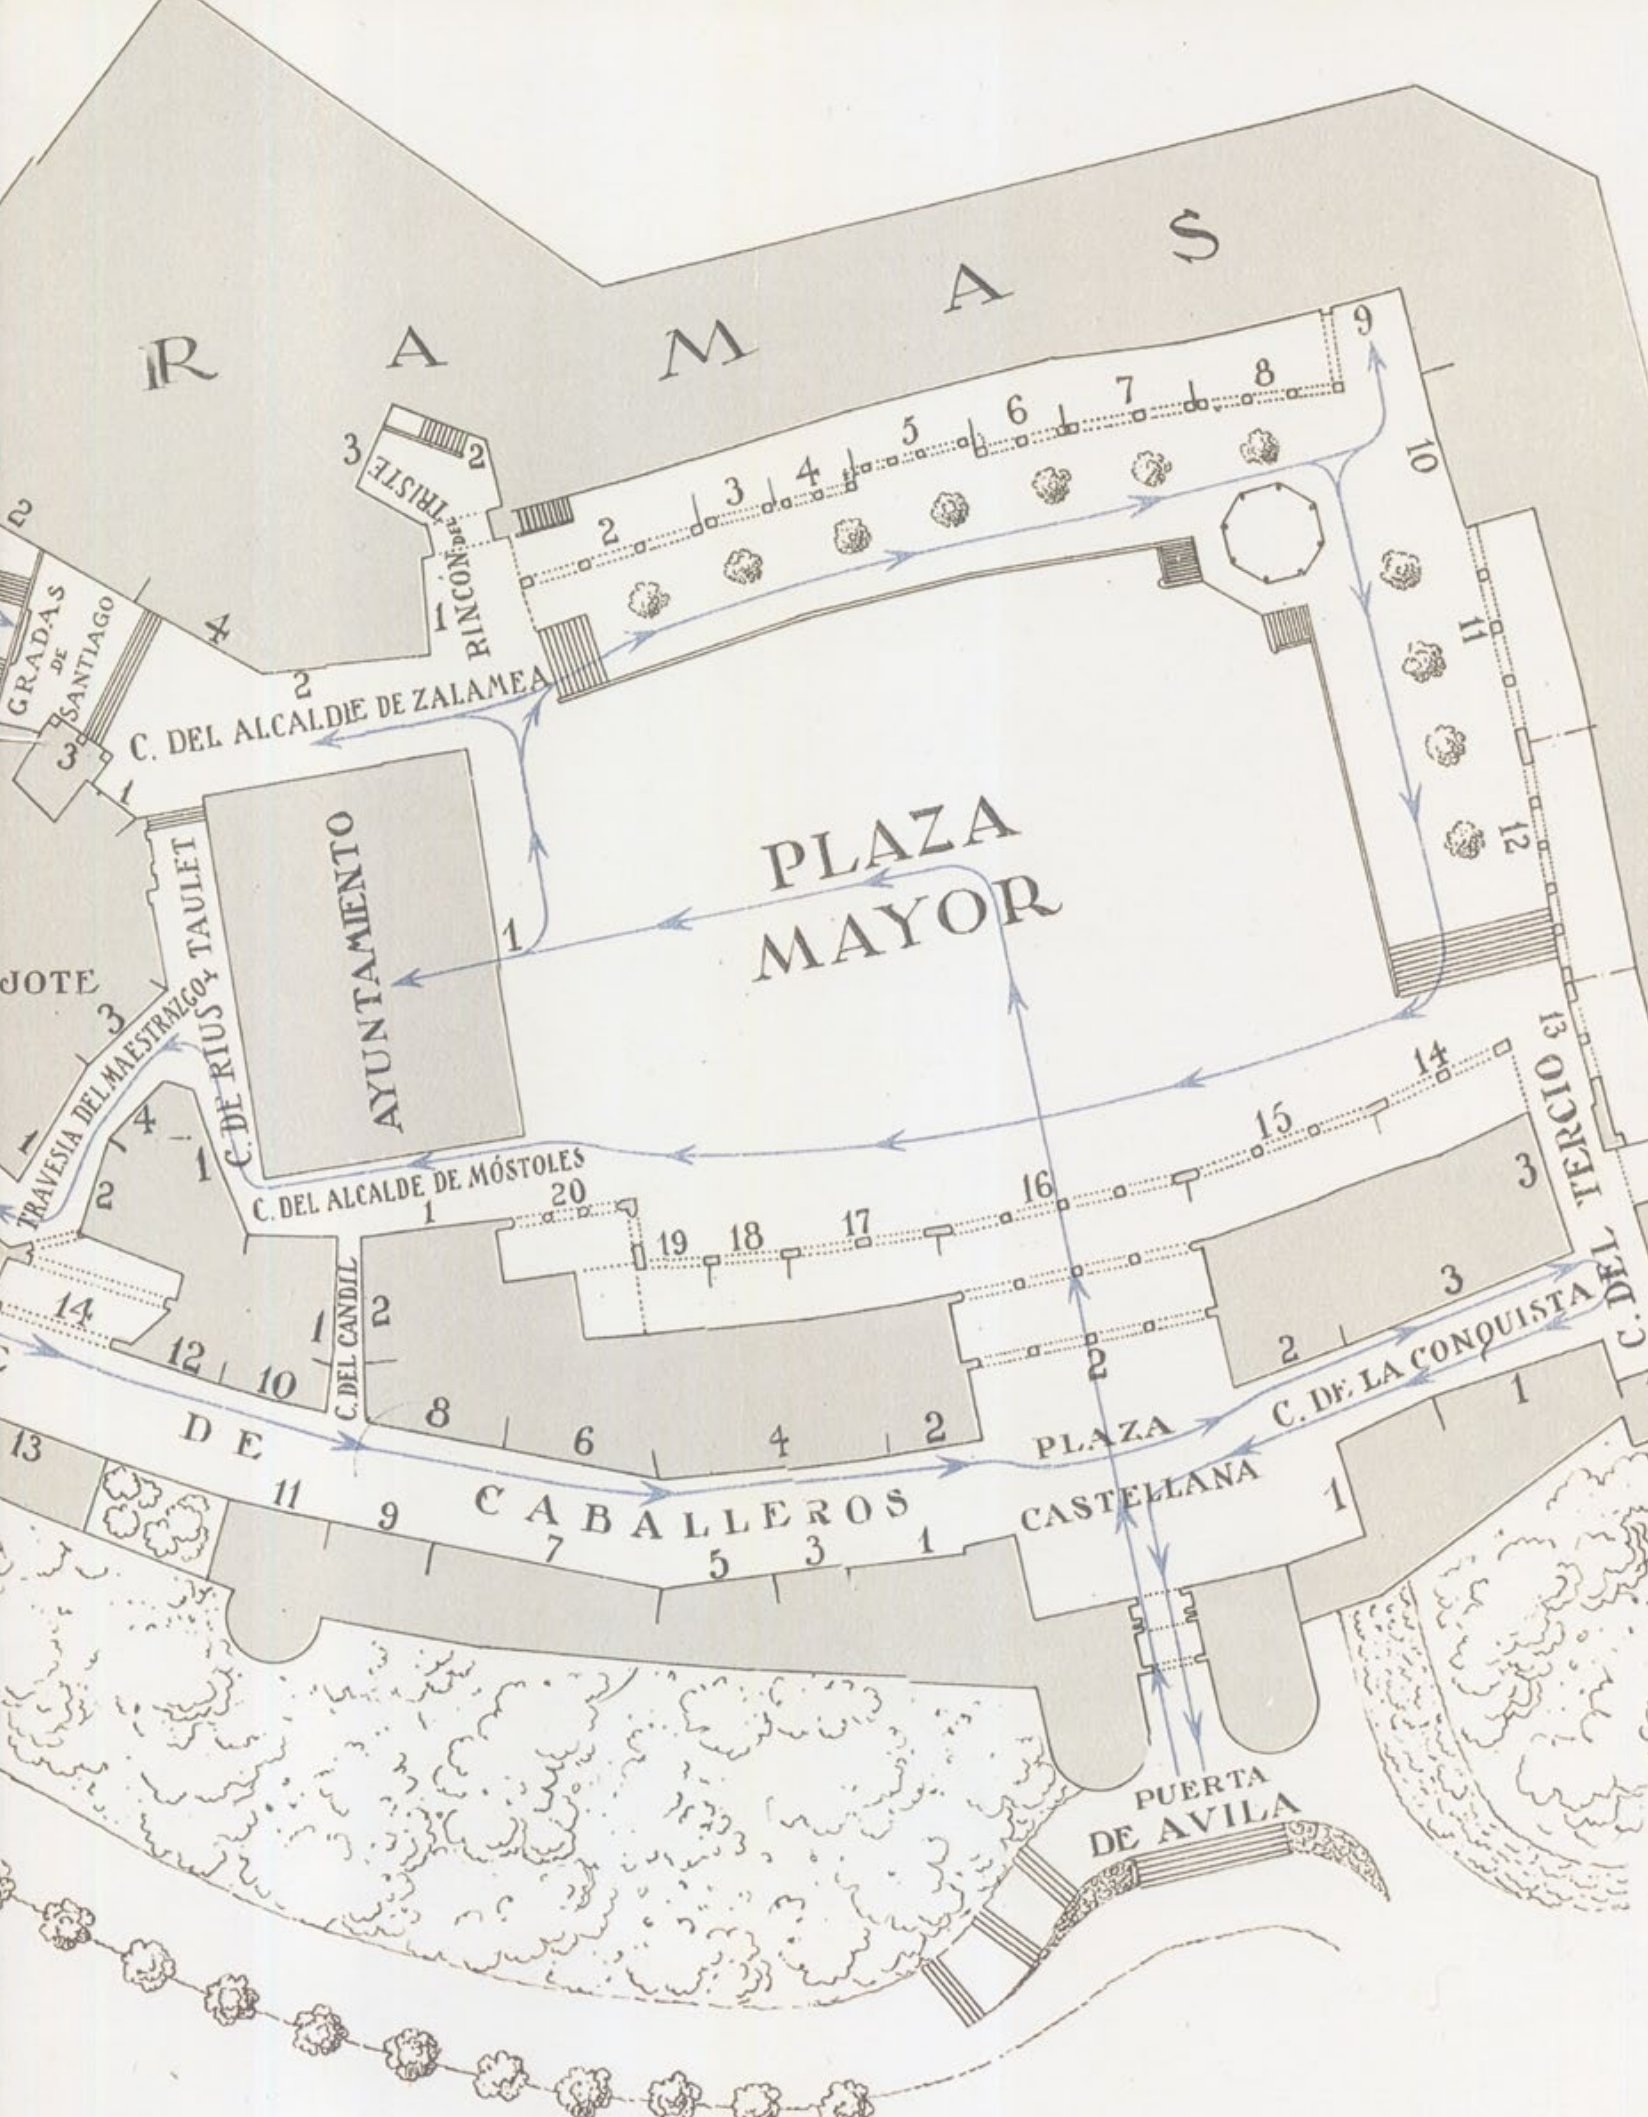 R A M A S
9
8
7
6
5
4
3
2
10
3
2
RINCÓN DEL TRISTE
1
2
GRADAS
DE
SANTIAGO
4
2
3
1
C. DEL ALCALDE DE ZALAMEA
11
12
PLAZA
MAYOR
AYUNTAMIENTO
1
C. DE RIUS Y TAULET
JOTE
3
1
TRAVESIA DEL MAESTRAZGO
4
2
1
13
C. DEL TERCIO
14
15
16
17
18
19
20
C. DEL ALCALDE DE MÓSTOLES
1
3
3
2
1
C. DE LA CONQUISTA
C. DEL CANDIL
1
2
14
12
10
8
6
4
2
2
PLAZA
CASTELLANA
1
DE CABALLEROS
13
11
9
7
5
3
1
PUERTA
DE AVILA